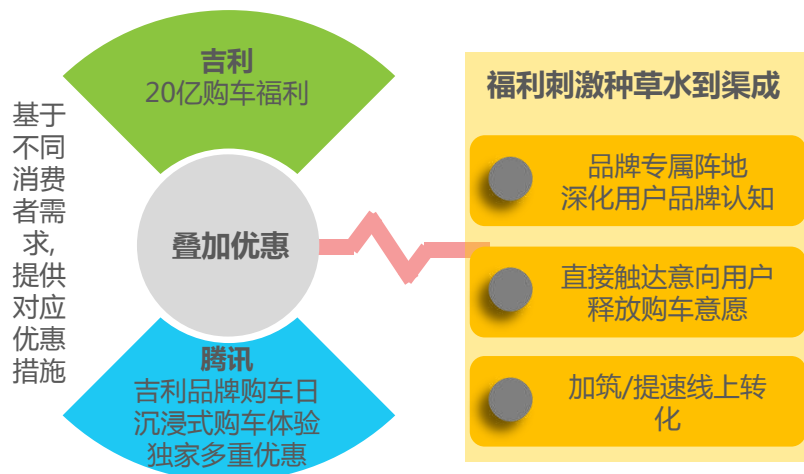 基于
不同
消费
者需
求,
提供
对应
优惠
措施
吉利
20亿购车福利
叠加优惠
腾讯
吉利品牌购车日
沉浸式购车体验
独家多重优惠
福利刺激种草水到渠成
品牌专属阵地
深化用户品牌认知
直接触达意向用户
释放购车意愿
加筑/提速线上转
化